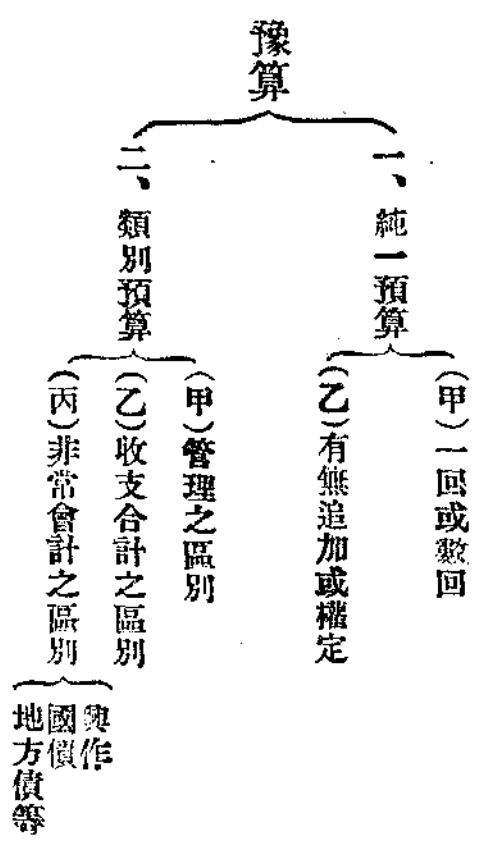 豫算
一、純一預算
(甲)一回或數回
(乙)有無追加或權定
二、類別預算
(甲)管理之區別
(乙)收支合計之區別
(丙)非常會計之區別
興作
國債
地方債等